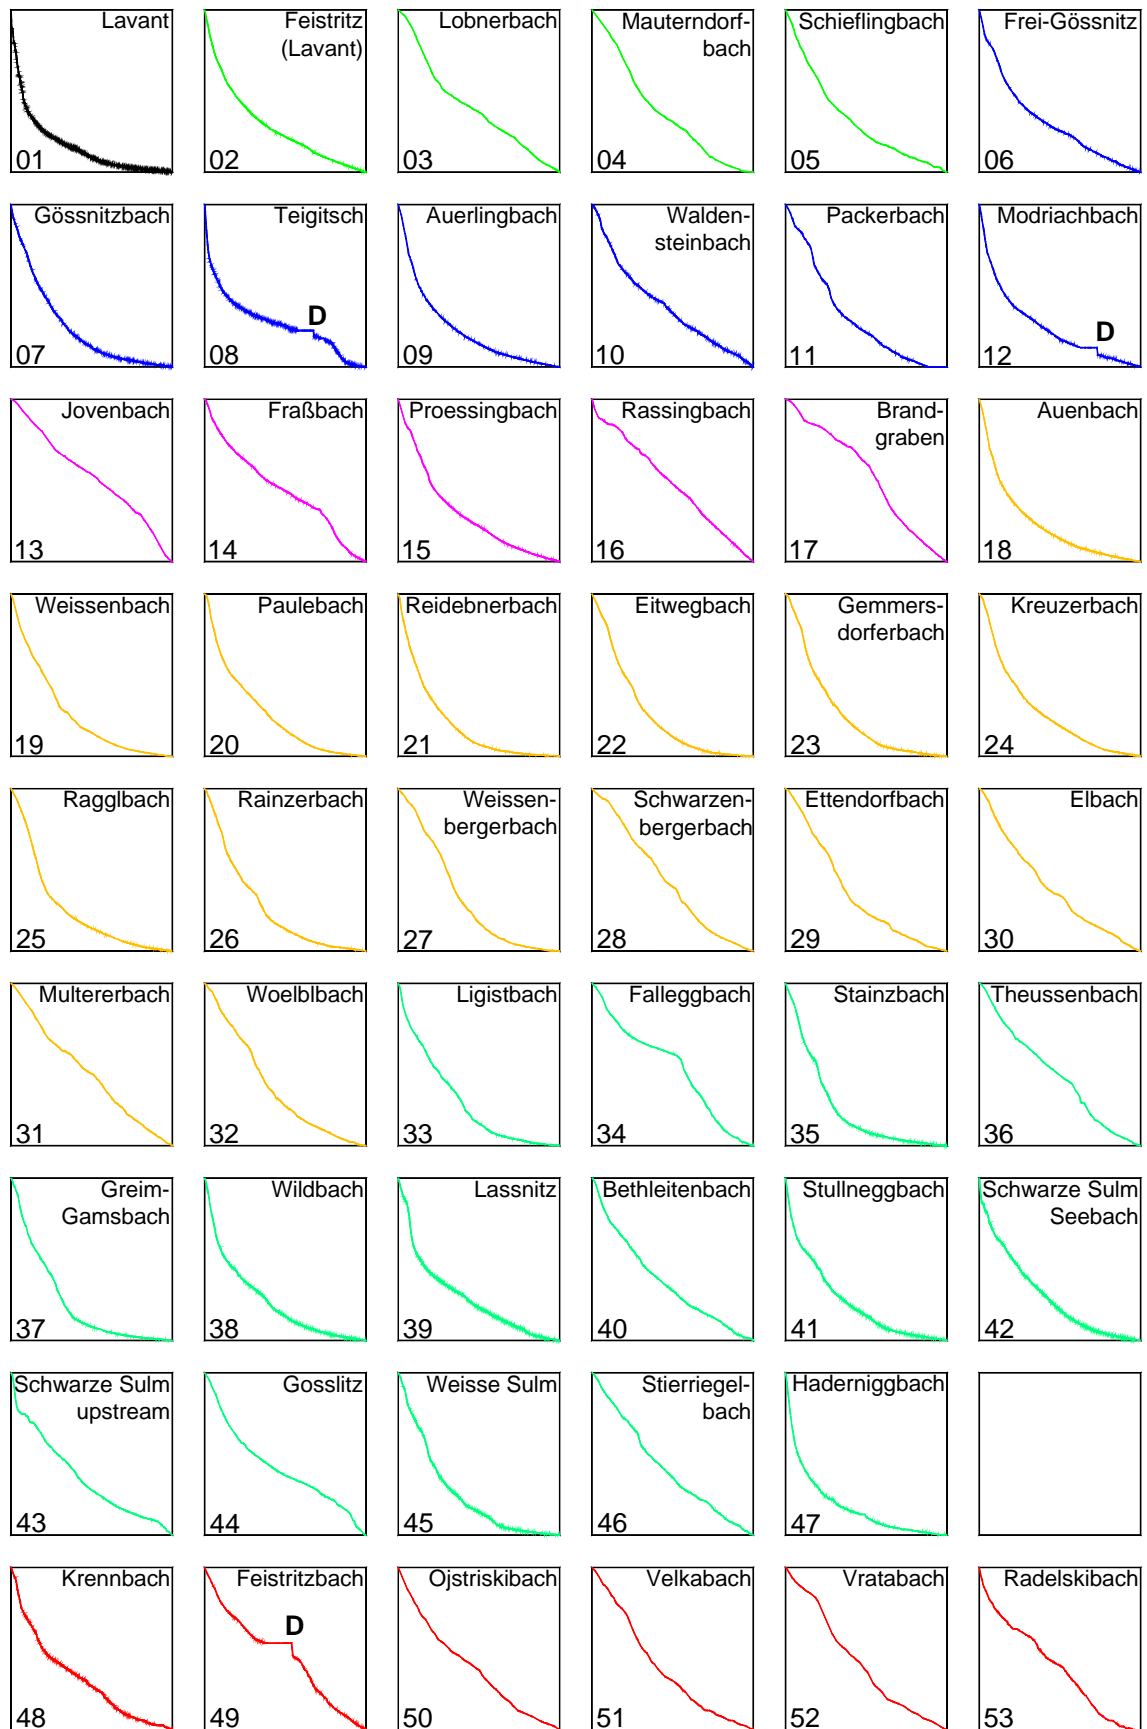 Lavant
01
Feistritz
(Lavant)
02
Lobnerbach
03
Mauterndorf-
bach
04
Schieflingbach
05
Frei-Gössnitz
06
Gössnitzbach
07
Teigitsch
D
08
Auerlingbach
09
Walden-
steinbach
10
Packerbach
11
Modriachbach
D
12
Jovenbach
13
Fraßbach
14
Proessingbach
15
Rassingbach
16
Brand-
graben
17
Auenbach
18
Weissenbach
19
Paulebach
20
Reidebnerbach
21
Eitwegbach
22
Gemmers-
dorferbach
23
Kreuzerbach
24
Ragglbach
25
Rainzerbach
26
Weissen-
bergerbach
27
Schwarzen-
bergerbach
28
Ettendorfbach
29
Elbach
30
Multererbach
31
Woelblbach
32
Ligistbach
33
Falleggbach
34
Stainzbach
35
Theussenbach
36
Greim-
Gamsbach
37
Wildbach
38
Lassnitz
39
Bethleitenbach
40
Stullneggbach
41
Schwarze Sulm
Seebach
42
Schwarze Sulm
upstream
43
Gosslitz
44
Weisse Sulm
45
Stierriegel-
bach
46
Haderniggbach
47
Krennbach
48
Feistritzbach
D
49
Ojstriskibach
50
Velkabach
51
Vratabach
52
Radelskibach
53